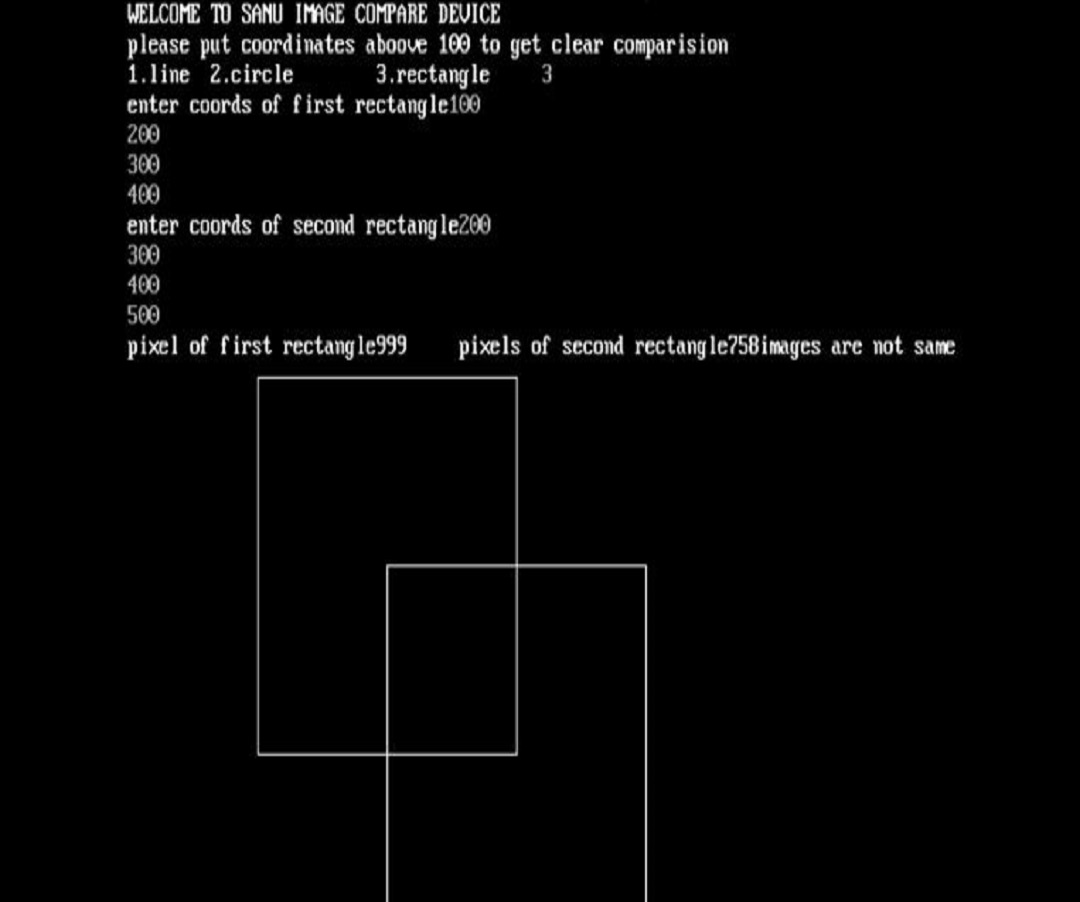 WELCOME TO SANU IMAGE COMPARE DEVICE
please put coordinates aboove 100 to get clear comparision
1.line 2.circle 3.rectangle 3
enter coords of first rectangle100
200
300
400
enter coords of second rectangle200
300
400
500
pixel of first rectangle999 pixels of second rectangle758images are not same